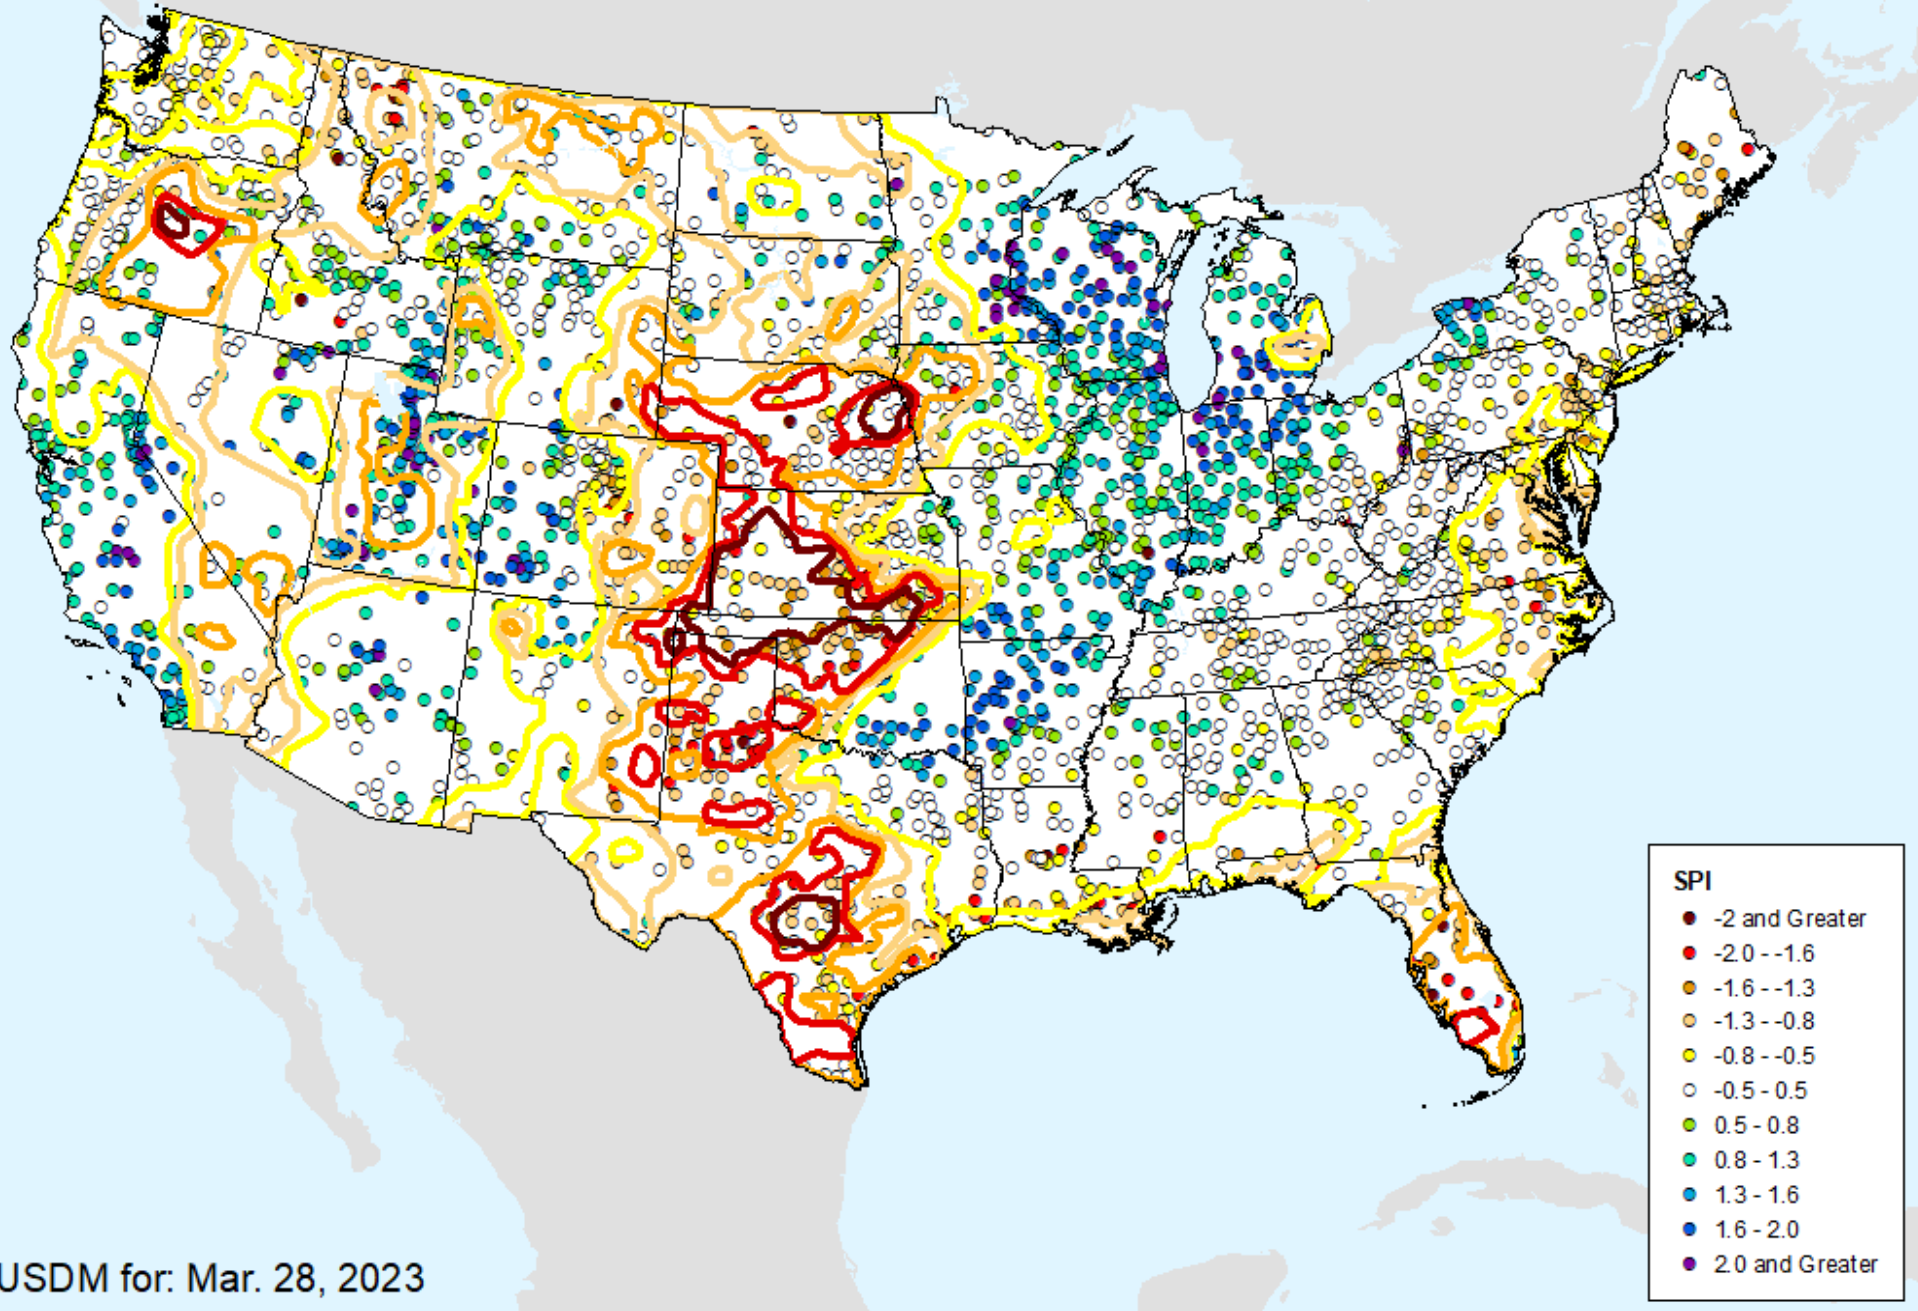 SPI
-2 and Greater
-2.0 - -1.6
-1.6 - -1.3
-1.3 - -0.8
-0.8 - -0.5
-0.5 - 0.5
0.5 - 0.8
0.8 - 1.3
1.3 - 1.6
1.6 - 2.0
2.0 and Greater
USDM for: Mar. 28, 2023